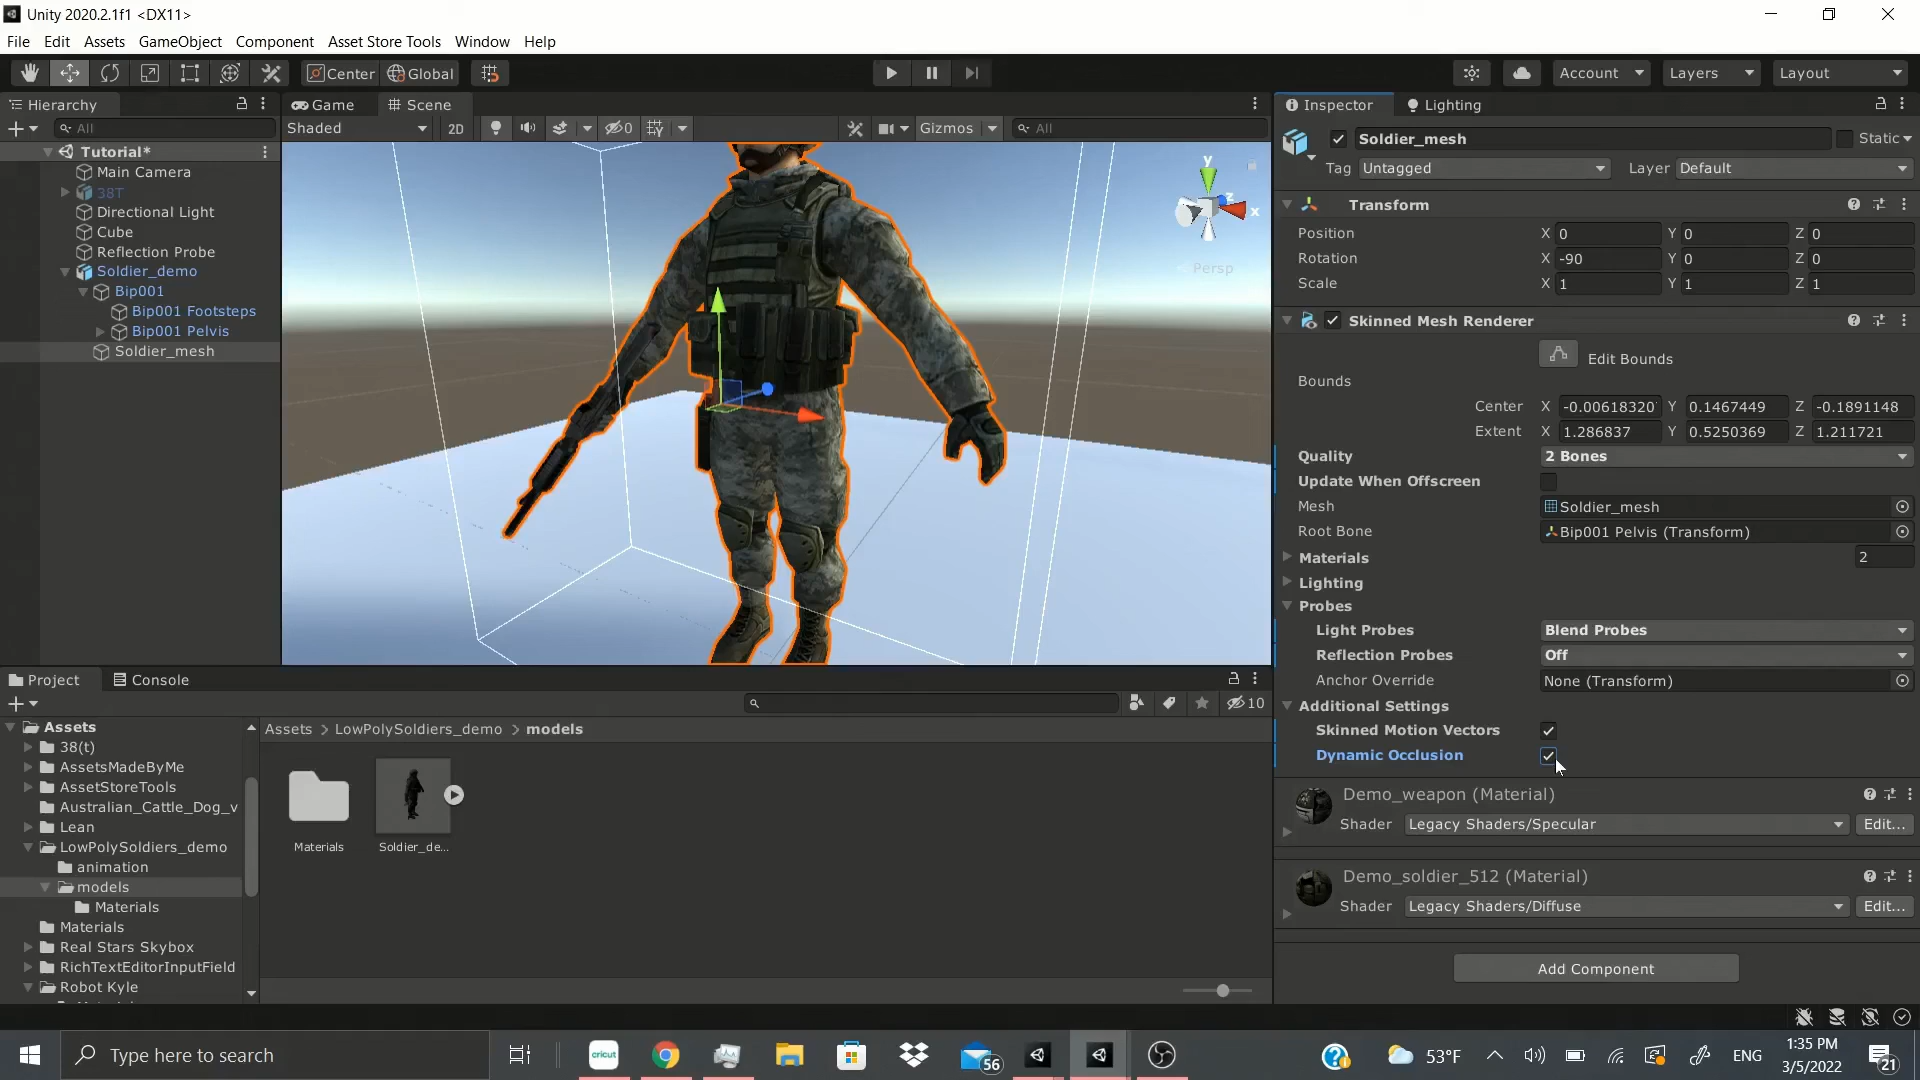 Unity 2020.2.1f1 <DX11>
File Edit Assets GameObject Component Asset Store Tools Window Help
Center Global Account Layers Layout
Hierarchy
All
Tutorial*
Main Camera
38T
Directional Light
Cube
Reflection Probe
Soldier_demo
Bip001
Bip001 Footsteps
Bip001 Pelvis
Soldier_mesh
Game Scene
Shaded 2D 0 Gizmos All
y
z
x
Persp
Inspector Lighting
Soldier_mesh Static
Tag Untagged Layer Default
Transform
Position X 0 Y 0 Z 0
Rotation X -90 Y 0 Z 0
Scale X 1 Y 1 Z 1
Skinned Mesh Renderer
Edit Bounds
Bounds
Center X -0.00618320 Y 0.1467449 Z -0.1891148
Extent X 1.286837 Y 0.5250369 Z 1.211721
Quality 2 Bones
Update When Offscreen
Mesh Soldier_mesh
Root Bone Bip001 Pelvis (Transform)
Materials 2
Lighting
Probes
Light Probes Blend Probes
Reflection Probes Off
Anchor Override None (Transform)
Additional Settings
Skinned Motion Vectors
Dynamic Occlusion
Demo_weapon (Material)
Shader Legacy Shaders/Specular Edit...
Demo_soldier_512 (Material)
Shader Legacy Shaders/Diffuse Edit...
Add Component
Project Console
10
Assets
38(t)
AssetsMadeByMe
AssetStoreTools
Australian_Cattle_Dog_v
Lean
LowPolySoldiers_demo
animation
models
Materials
Materials
Real Stars Skybox
RichTextEditorInputField
Robot Kyle
Assets > LowPolySoldiers_demo > models
Materials Soldier_de...
Type here to search
cricut
56
53°F ENG
1:35 PM
3/5/2022
21